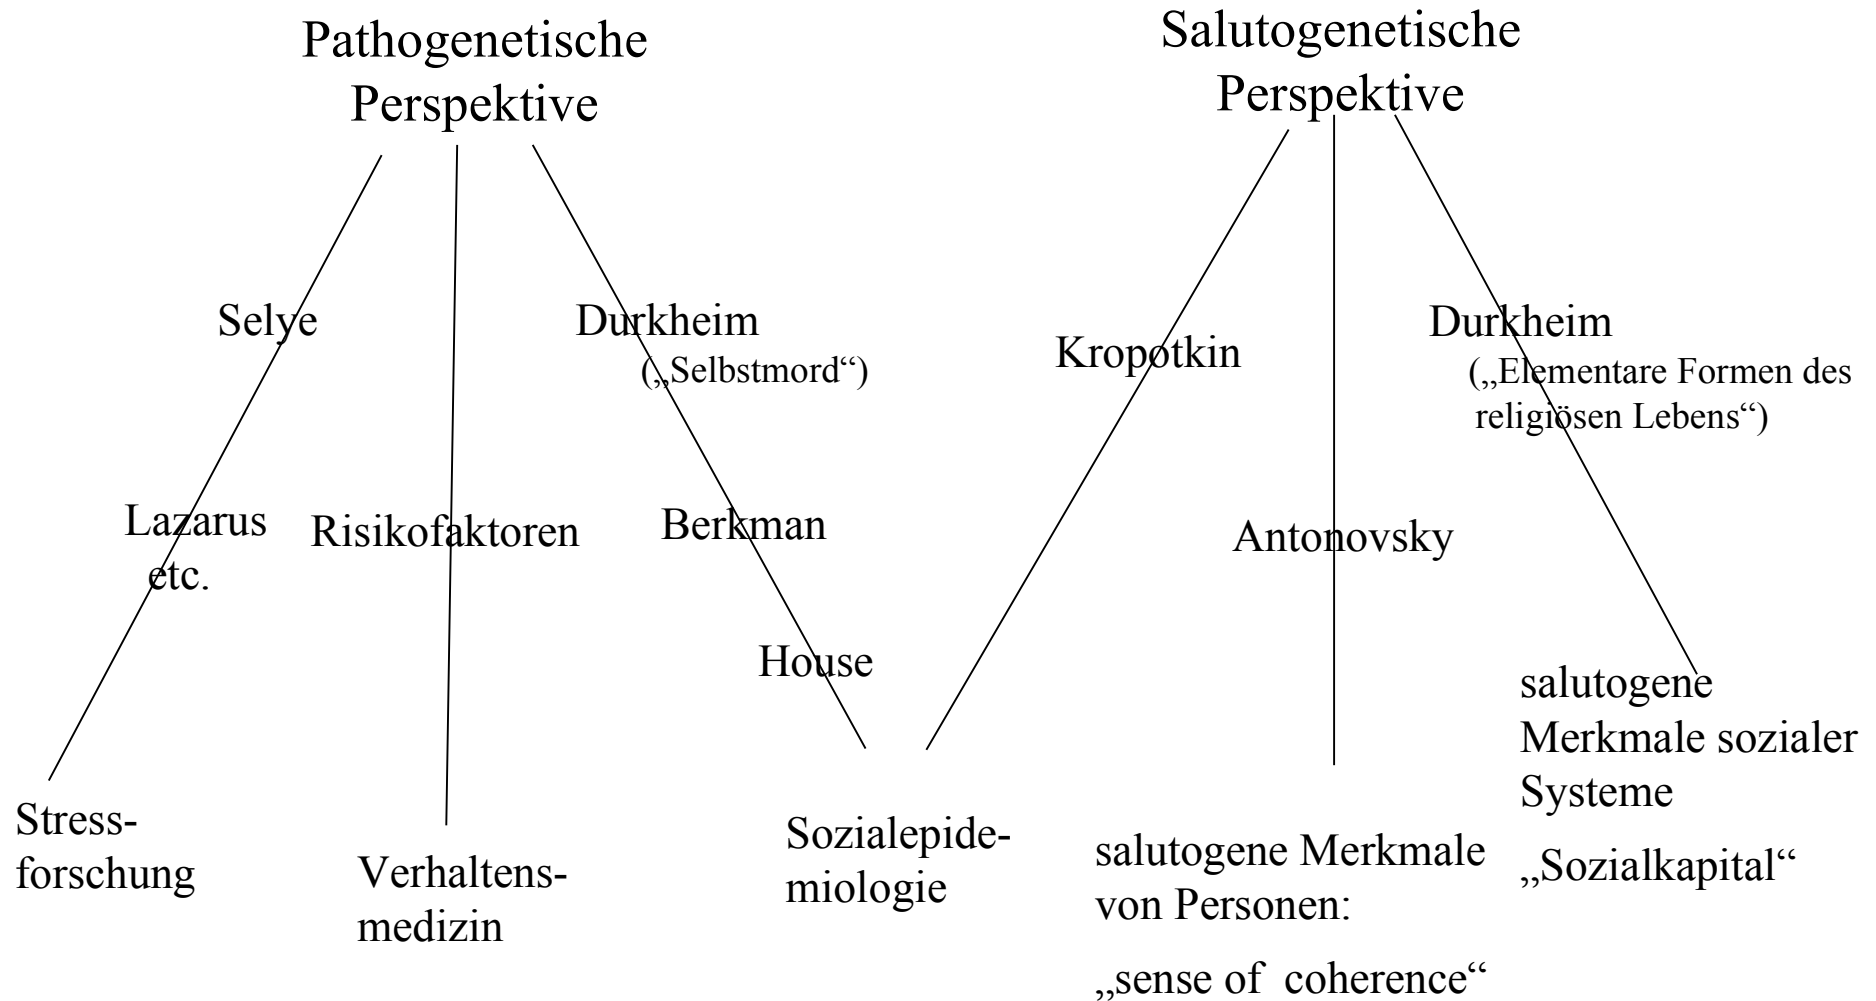 Pathogenetische
Perspektive
Salutogenetische
Perspektive
Selye
Durkheim
(„Selbstmord“)
Kropotkin
Durkheim
(„Elementare Formen des
religiösen Lebens“)
Lazarus
etc.
Risikofaktoren
Berkman
Antonovsky
House
Stress-
forschung
Verhaltens-
medizin
Sozialepide-
miologie
salutogene Merkmale
von Personen:
„sense of  coherence“
salutogene
Merkmale sozialer
Systeme
„Sozialkapital“